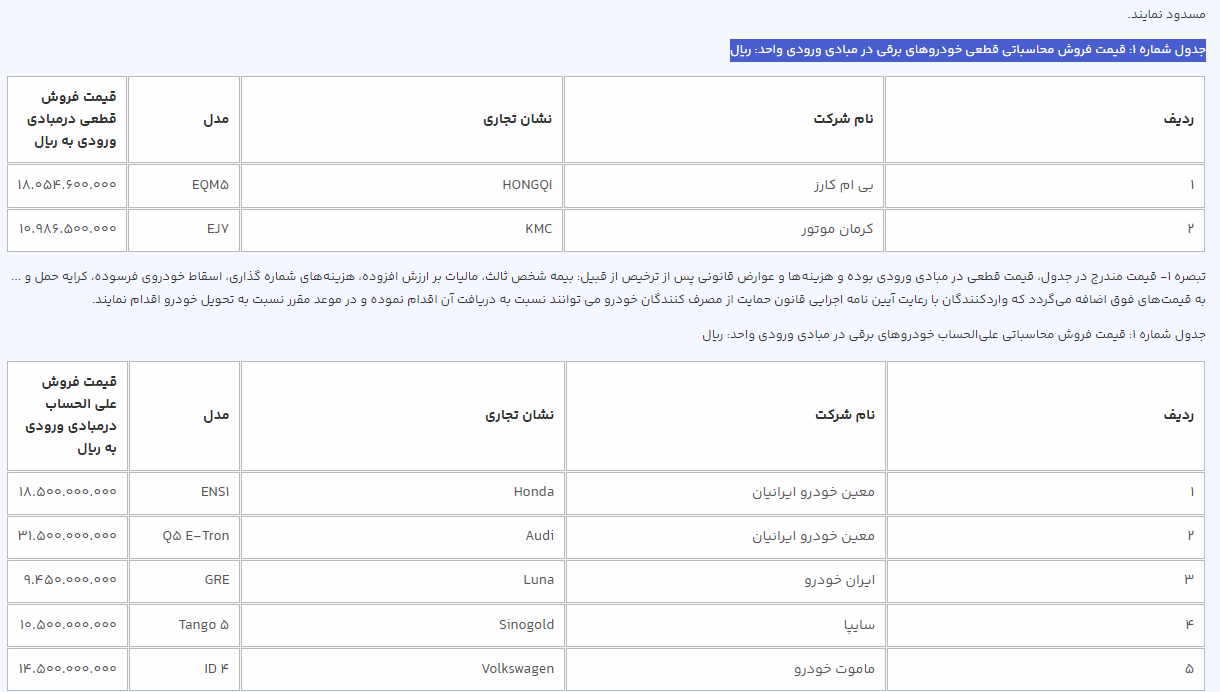 مسدود نمایند.
جدول شماره ۱: قیمت فروش محاسباتی قطعی خودروهای برقی در مبادی ورودی واحد: ریال
ردیف نام شرکت نشان تجاری مدل قیمت فروش قطعی درمبادی ورودی به ریال
۱ بی ام کارز HONGQI EQM۵ ۱۸.۰۵۴.۶۰۰.۰۰۰
۲ کرمان موتور KMC EJ۷ ۱۰.۹۸۶.۵۰۰.۰۰۰
تبصره ۱- قیمت مندرج در جدول، قیمت قطعی در مبادی ورودی بوده و هزینه‌ها و عوارض قانونی پس از ترخیص از قبیل: بیمه شخص ثالث، مالیات بر ارزش افزوده، هزینه‌های شماره گذاری، اسقاط خودروی فرسوده، کرایه حمل و ...
به قیمت‌های فوق اضافه می‌گردد که واردکنندگان با رعایت آیین نامه اجرایی قانون حمایت از مصرف کنندگان خودرو می توانند نسبت به دریافت آن اقدام نموده و در موعد مقرر نسبت به تحویل خودرو اقدام نمایند.
جدول شماره ۱: قیمت فروش محاسباتی علی‌الحساب خودروهای برقی در مبادی ورودی واحد: ریال
ردیف نام شرکت نشان تجاری مدل قیمت فروش علی الحساب درمبادی ورودی به ریال
۱ معین خودرو ایرانیان Honda ENS۱ ۱۸.۵۰۰.۰۰۰.۰۰۰
۲ معین خودرو ایرانیان Audi Q۵ E-Tron ۳۱.۵۰۰.۰۰۰.۰۰۰
۳ ایران خودرو Luna GRE ۹.۴۵۰.۰۰۰.۰۰۰
۴ سایپا Sinogold Tango ۵ ۱۰.۵۰۰.۰۰۰.۰۰۰
۵ ماموت خودرو Volkswagen ID ۴ ۱۴.۵۰۰.۰۰۰.۰۰۰